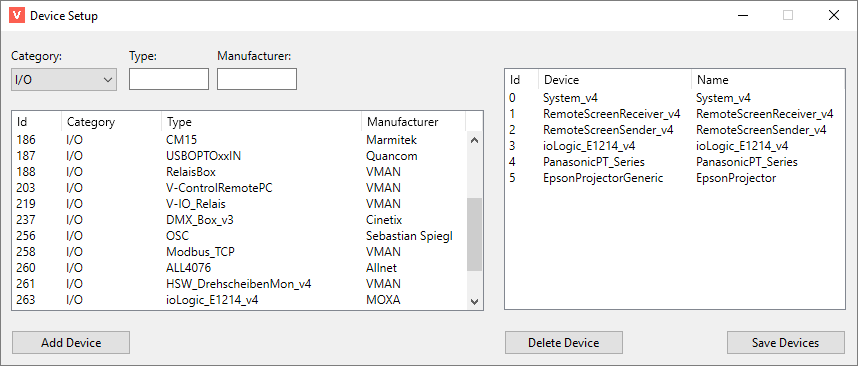 V Device Setup
Category: Type: Manufacturer:
I/O
Id Category Type Manufacturer
186 I/O CM15 Marmitek
187 I/O USBOPTOxxIN Quancom
188 I/O RelaisBox VMAN
203 I/O V-ControlRemotePC VMAN
219 I/O V-IO_Relais VMAN
237 I/O DMX_Box_v3 Cinetix
256 I/O OSC Sebastian Spiegl
258 I/O Modbus_TCP VMAN
260 I/O ALL4076 Allnet
261 I/O HSW_DrehscheibenMon_v4 VMAN
263 I/O ioLogic_E1214_v4 MOXA
Add Device
Id Device Name
0 System_v4 System_v4
1 RemoteScreenReceiver_v4 RemoteScreenReceiver_v4
2 RemoteScreenSender_v4 RemoteScreenSender_v4
3 ioLogic_E1214_v4 ioLogic_E1214_v4
4 PanasonicPT_Series PanasonicPT_Series
5 EpsonProjectorGeneric EpsonProjector
Delete Device Save Devices